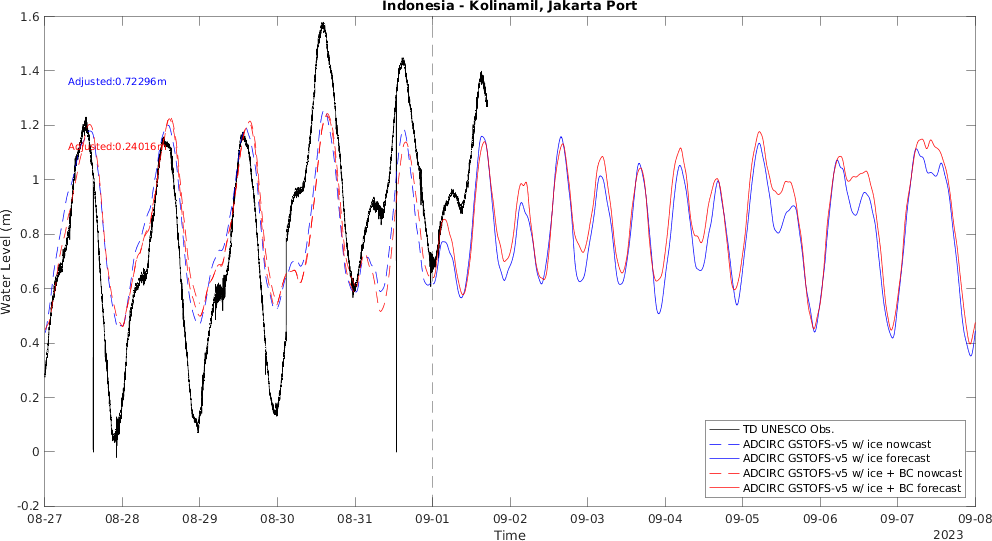 Indonesia - Kolinamil, Jakarta Port
1.6
1.4
1.2
1
0.8
0.6
0.4
0.2
0
-0.2
Water Level (m)
Adjusted:0.72296m
Adjusted:0.24016m
TD UNESCO Obs.
ADCIRC GSTOFS-v5 w/ ice nowcast
ADCIRC GSTOFS-v5 w/ ice forecast
ADCIRC GSTOFS-v5 w/ ice + BC nowcast
ADCIRC GSTOFS-v5 w/ ice + BC forecast
08-27 08-28 08-29 08-30 08-31 09-01 09-02 09-03 09-04 09-05 09-06 09-07 09-08
Time
2023